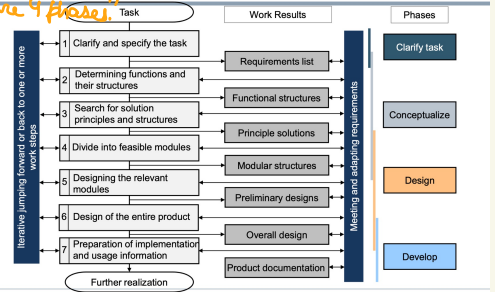 re 4 phases."
Task
Work Results
Phases
1 Clarify and specify the task
Requirements list
2 Determining functions and
their structures
Functional structures
3 Search for solution
principles and structures
Principle solutions
4 Divide into feasible modules
Modular structures
5 Designing the relevant
modules
Preliminary designs
6 Design of the entire product
Overall design
7 Preparation of implementation
and usage information
Product documentation
Further realization
Iterative jumping forward or back to one or more
work steps
Meeting and adapting requirements
Clarify task
Conceptualize
Design
Develop